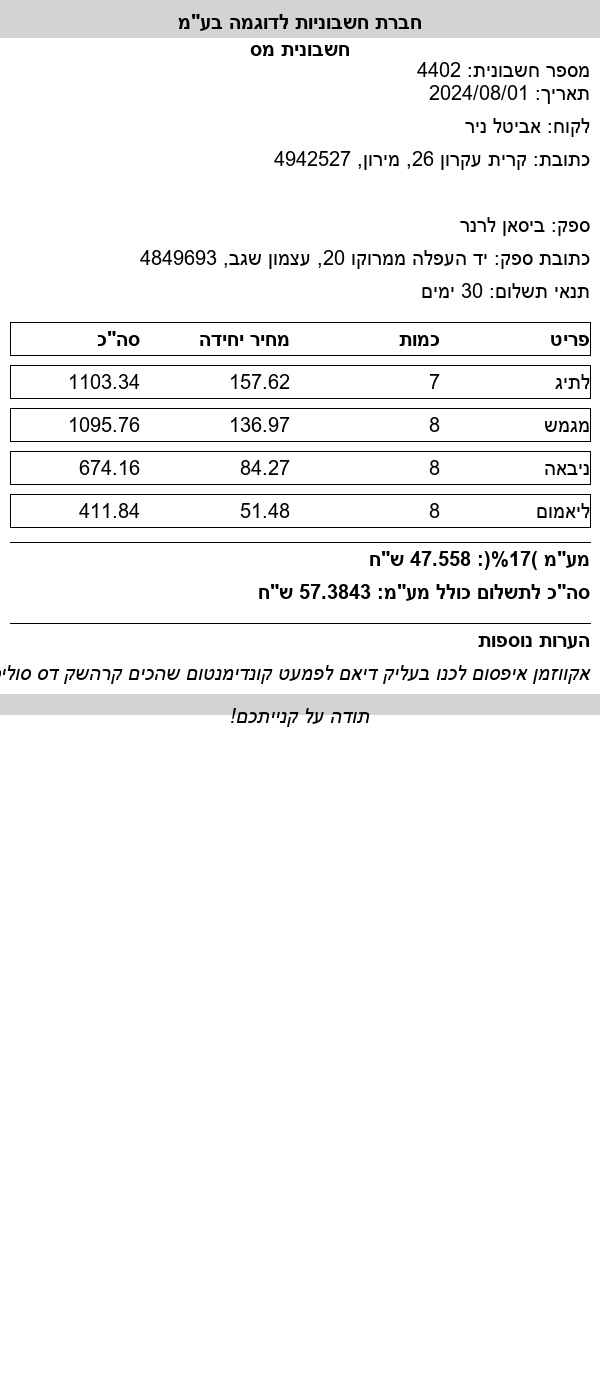 חברת חשבוניות לדוגמה בע"מ
חשבונית מס
מספר חשבונית: 4402
תאריך: 2024/08/01
לקוח: אביטל ניר
כתובת: קרית עקרון 26, מירון, 4942527
ספק: ביסאן לרנר
כתובת ספק: יד העפלה ממרוקו 20, עצמון שגב, 4849693
תנאי תשלום: 30 ימים
פריט כמות מחיר יחידה סה"כ
לתיג 7 157.62 1103.34
מגמש 8 136.97 1095.76
ניבאה 8 84.27 674.16
ליאמום 8 51.48 411.84
מע"מ )17%(: 47.558 ש"ח
סה"כ לתשלום כולל מע"מ: 57.3843 ש"ח
הערות נוספות
אקווזמן איפסום לכנו בעליק דיאם לפמעט קונדימנטום שהכים קרהשק דס סולי
תודה על קנייתכם!